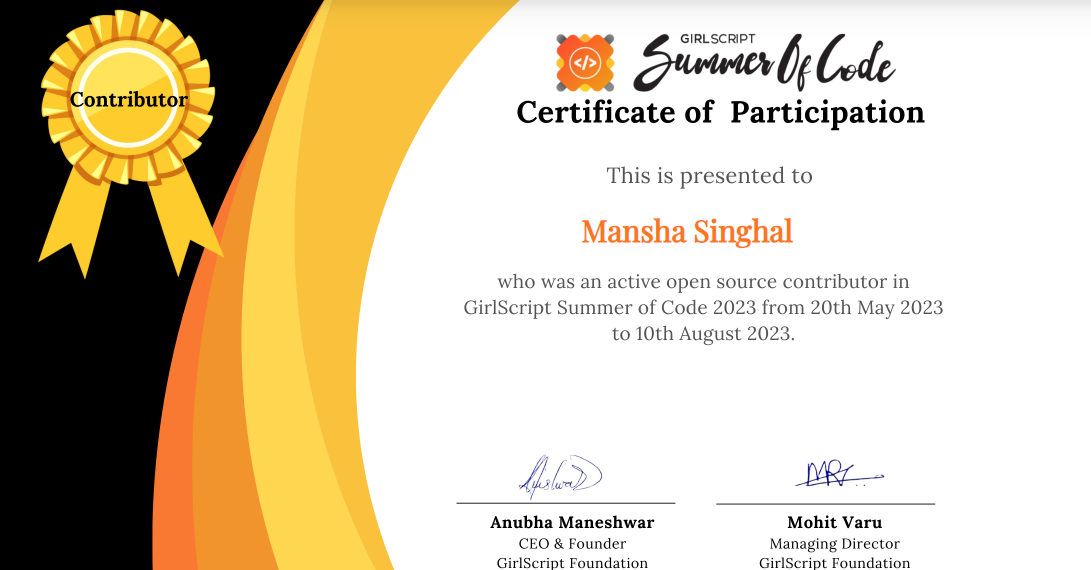 Contributor
GIRLSCRIPT
Summer Of Code
Certificate of Participation
This is presented to
Mansha Singhal
who was an active open source contributor in
GirlScript Summer of Code 2023 from 20th May 2023
to 10th August 2023.
Anubha Maneshwar
CEO & Founder
GirlScript Foundation
Mohit Varu
Managing Director
GirlScript Foundation